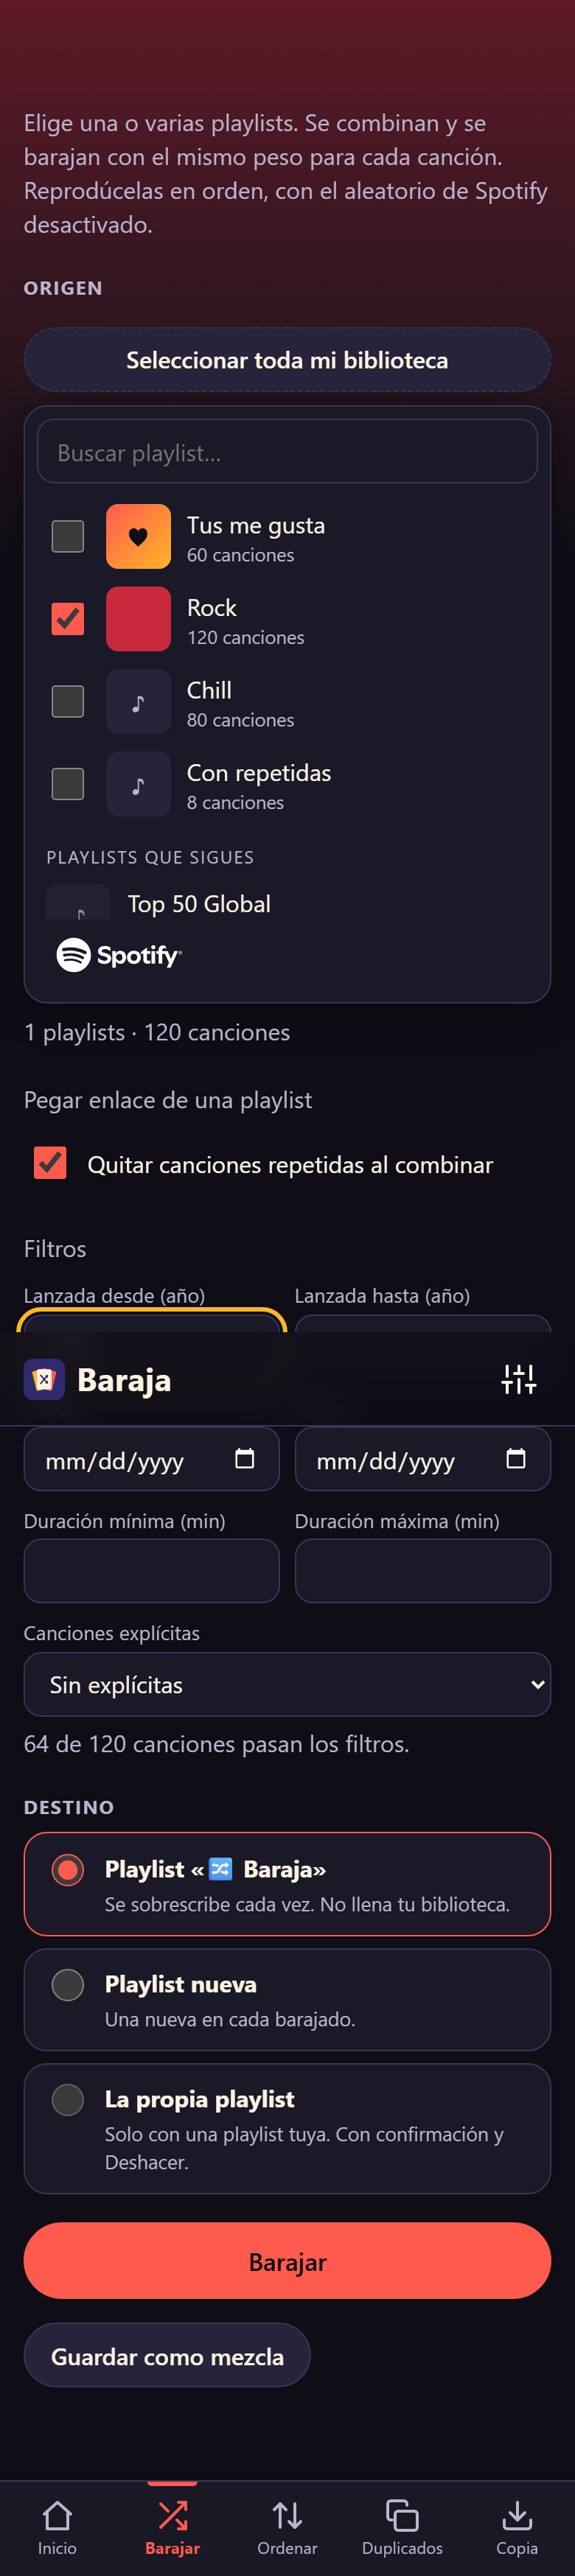 Elige una o varias playlists. Se combinan y se
barajan con el mismo peso para cada canción.
Reprodúcelas en orden, con el aleatorio de Spotify
desactivado.
ORIGEN
Seleccionar toda mi biblioteca
Buscar playlist...
Tus me gusta
60 canciones
Rock
120 canciones
Chill
80 canciones
Con repetidas
8 canciones
PLAYLISTS QUE SIGUES
Top 50 Global
Spotify
1 playlists · 120 canciones
Pegar enlace de una playlist
Quitar canciones repetidas al combinar
Filtros
Lanzada desde (año) Lanzada hasta (año)
Baraja
mm/dd/yyyy mm/dd/yyyy
Duración mínima (min) Duración máxima (min)
Canciones explícitas
Sin explícitas
64 de 120 canciones pasan los filtros.
DESTINO
Playlist «🔀 Baraja»
Se sobrescribe cada vez. No llena tu biblioteca.
Playlist nueva
Una nueva en cada barajado.
La propia playlist
Solo con una playlist tuya. Con confirmación y
Deshacer.
Barajar
Guardar como mezcla
Inicio Barajar Ordenar Duplicados Copia